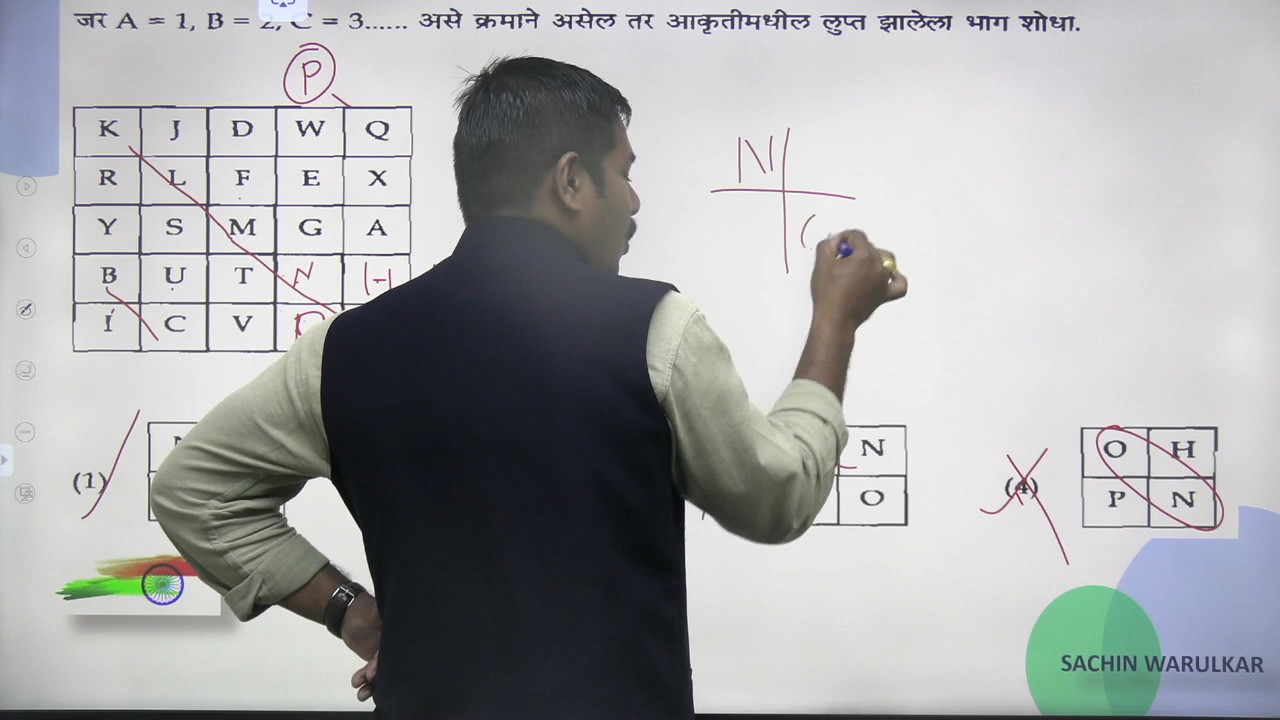 जर A = 1, B = 2, C = 3...... असे क्रमाने असेल तर आकृतीमधील लुप्त झालेला भाग शोधा.
P
K J D W Q
R L F E X
Y S M G A
B U T N H
I C V
N
(1)
N
O
(4)
O H
P N
SACHIN WARULKAR